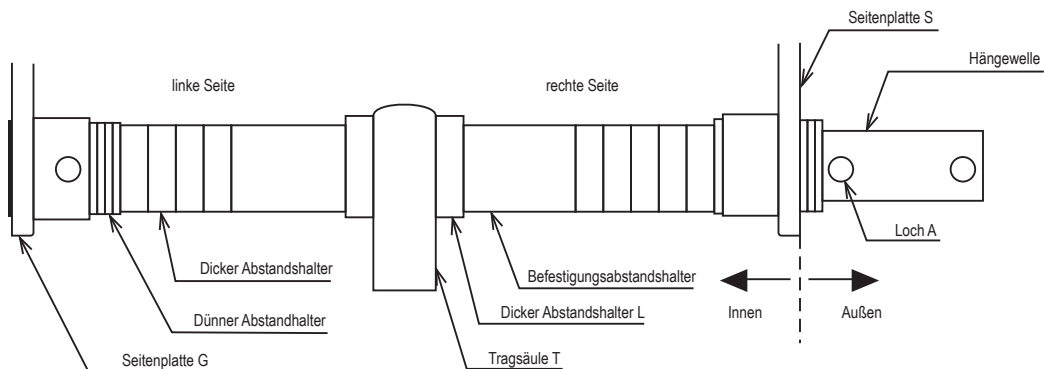 Seitenplatte S
Hängewelle
linke Seite
rechte Seite
Loch A
Dicker Abstandshalter
Befestigungsabstandshalter
Innen
Außen
Dünner Abstandhalter
Dicker Abstandshalter L
Seitenplatte G
Tragsäule T